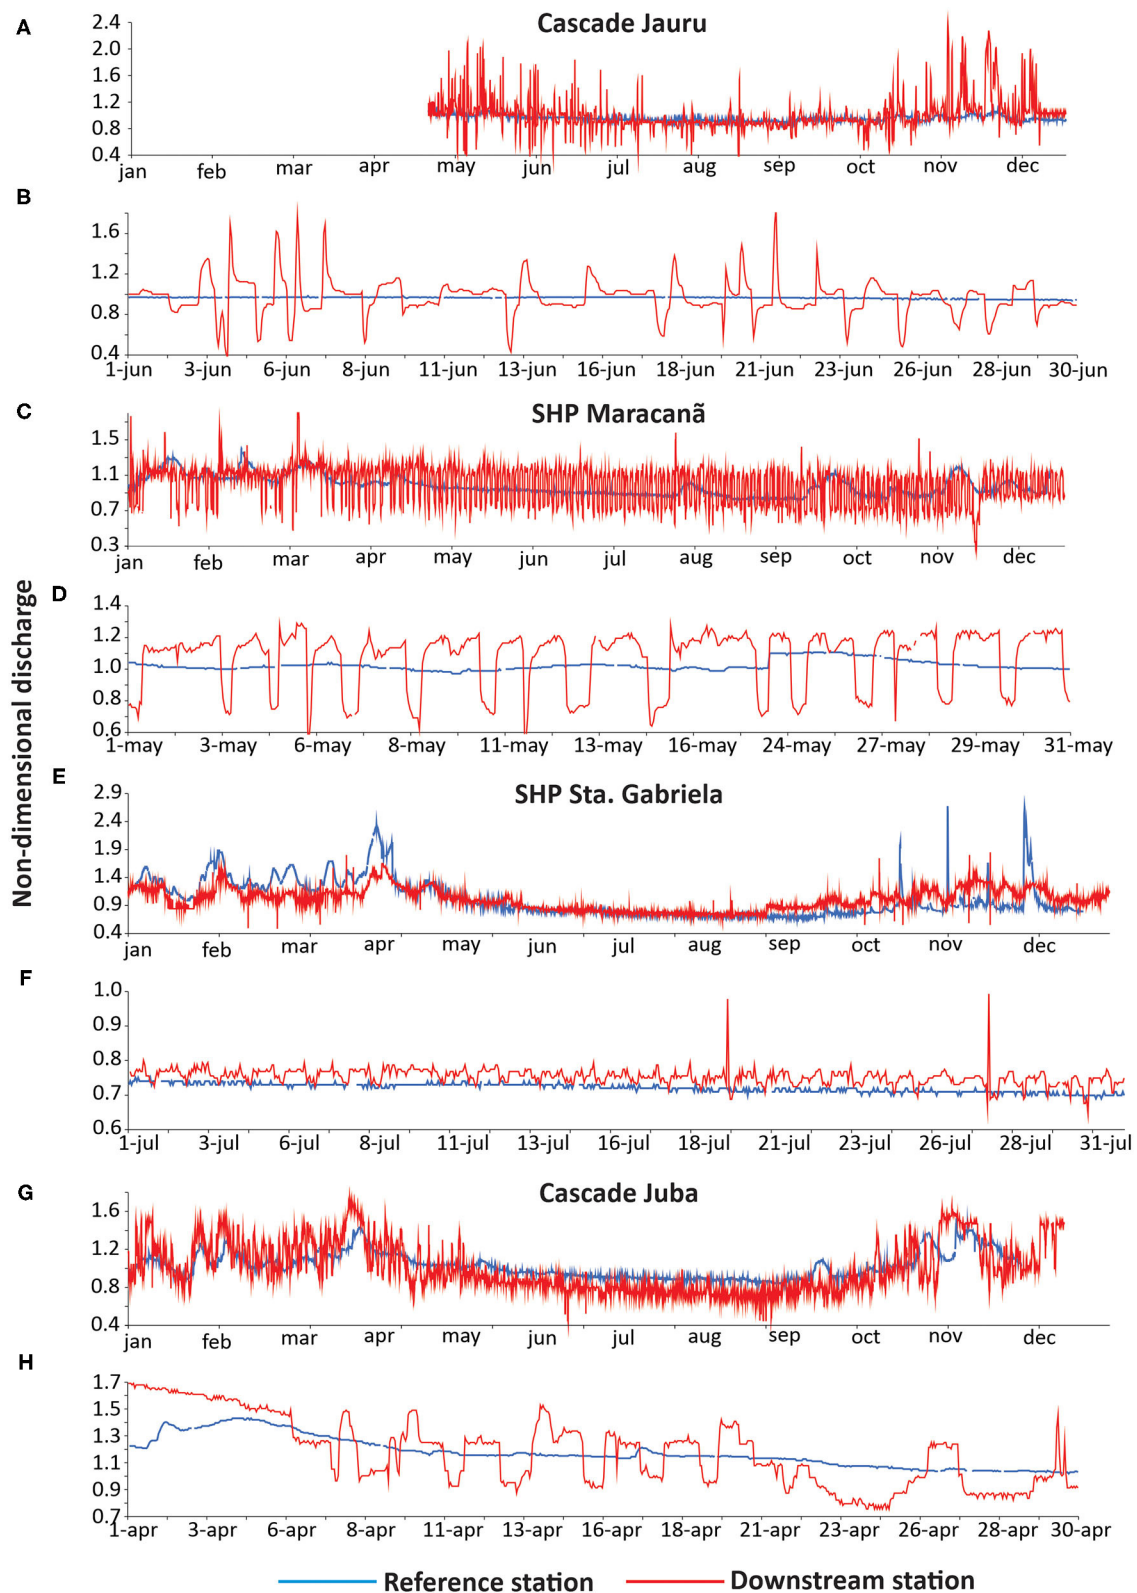 A
Cascade Jauru
2.4
2.0
1.6
1.2
0.8
0.4
jan feb mar apr may jun jul aug sep oct nov dec
B
1.6
1.2
0.8
0.4
1-jun 3-jun 6-jun 8-jun 11-jun 13-jun 16-jun 18-jun 21-jun 23-jun 26-jun 28-jun 30-jun
C
SHP Maracanã
1.5
1.1
0.7
0.3
jan feb mar apr may jun jul aug sep oct nov dec
Non-dimensional discharge
D
1.4
1.2
1.0
0.8
0.6
1-may 3-may 6-may 8-may 11-may 13-may 16-may 24-may 27-may 29-may 31-may
E
SHP Sta. Gabriela
2.9
2.4
1.9
1.4
0.9
0.4
jan feb mar apr may jun jul aug sep oct nov dec
F
1.0
0.9
0.8
0.7
0.6
1-jul 3-jul 6-jul 8-jul 11-jul 13-jul 16-jul 18-jul 21-jul 23-jul 26-jul 28-jul 31-jul
G
Cascade Juba
1.6
1.2
0.8
0.4
jan feb mar apr may jun jul aug sep oct nov dec
H
1.7
1.5
1.3
1.1
0.9
0.7
1-apr 3-apr 6-apr 8-apr 11-apr 13-apr 16-apr 18-apr 21-apr 23-apr 26-apr 28-apr 30-apr
Reference station Downstream station